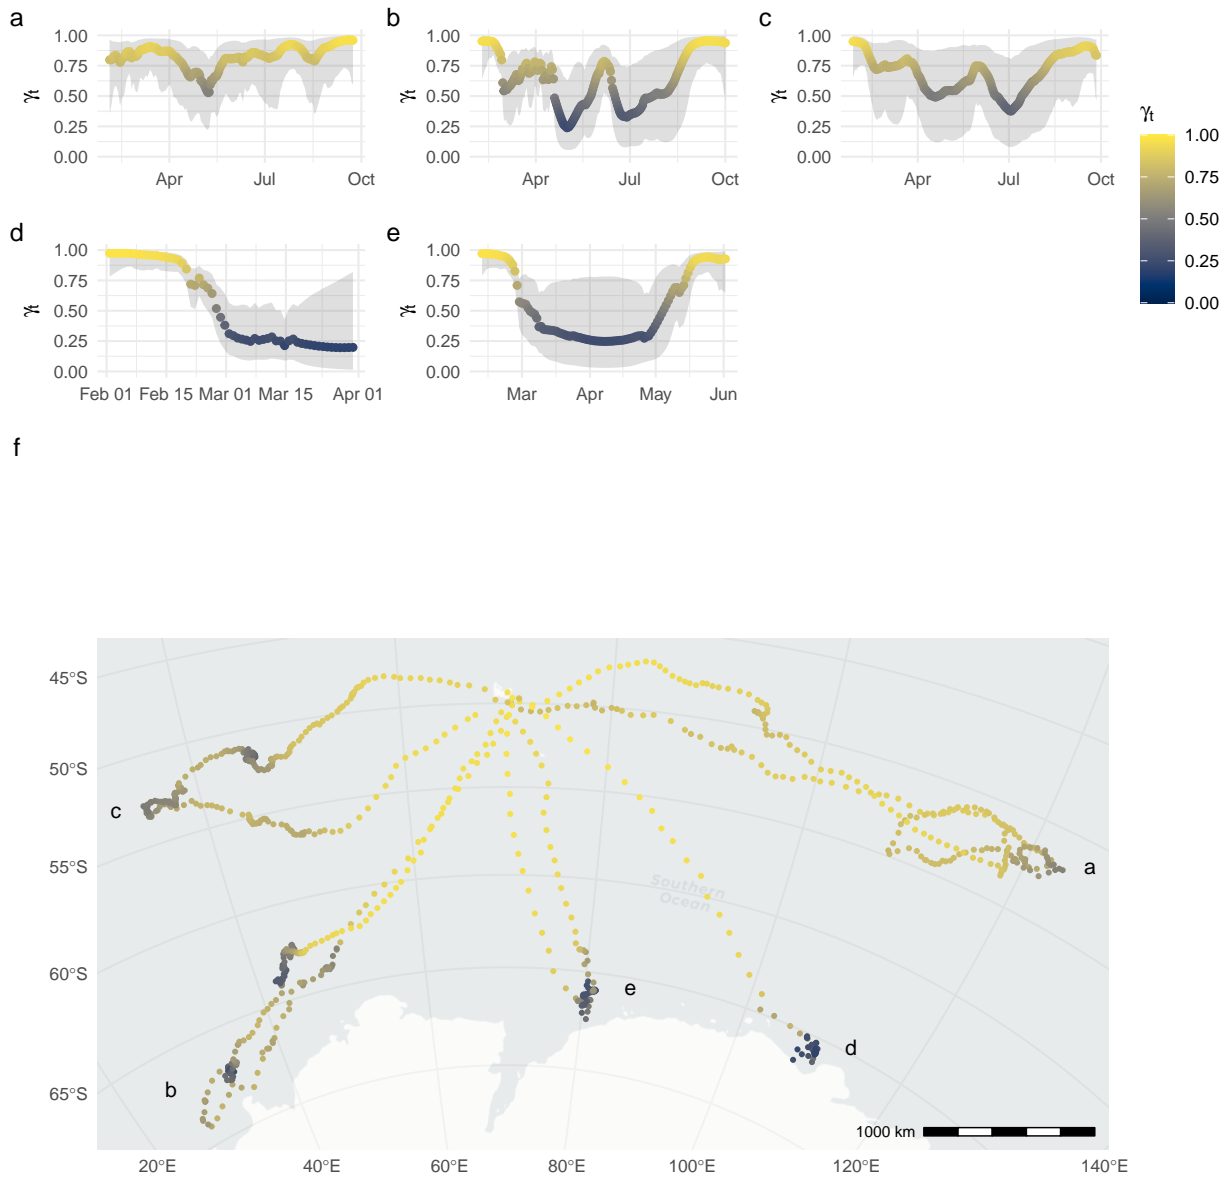 a
1.00
0.75
0.50
0.25
0.00
γt
Apr
Jul
Oct
b
1.00
0.75
0.50
0.25
0.00
γt
Apr
Jul
Oct
c
1.00
0.75
0.50
0.25
0.00
γt
Apr
Jul
Oct
γt
1.00
0.75
0.50
0.25
0.00
d
1.00
0.75
0.50
0.25
0.00
γt
Feb 01
Feb 15
Mar 01
Mar 15
Apr 01
e
1.00
0.75
0.50
0.25
0.00
γt
Mar
Apr
May
Jun
f
45°S
50°S
55°S
60°S
65°S
c
a
Southern
Ocean
e
d
b
1000 km
20°E
40°E
60°E
80°E
100°E
120°E
140°E